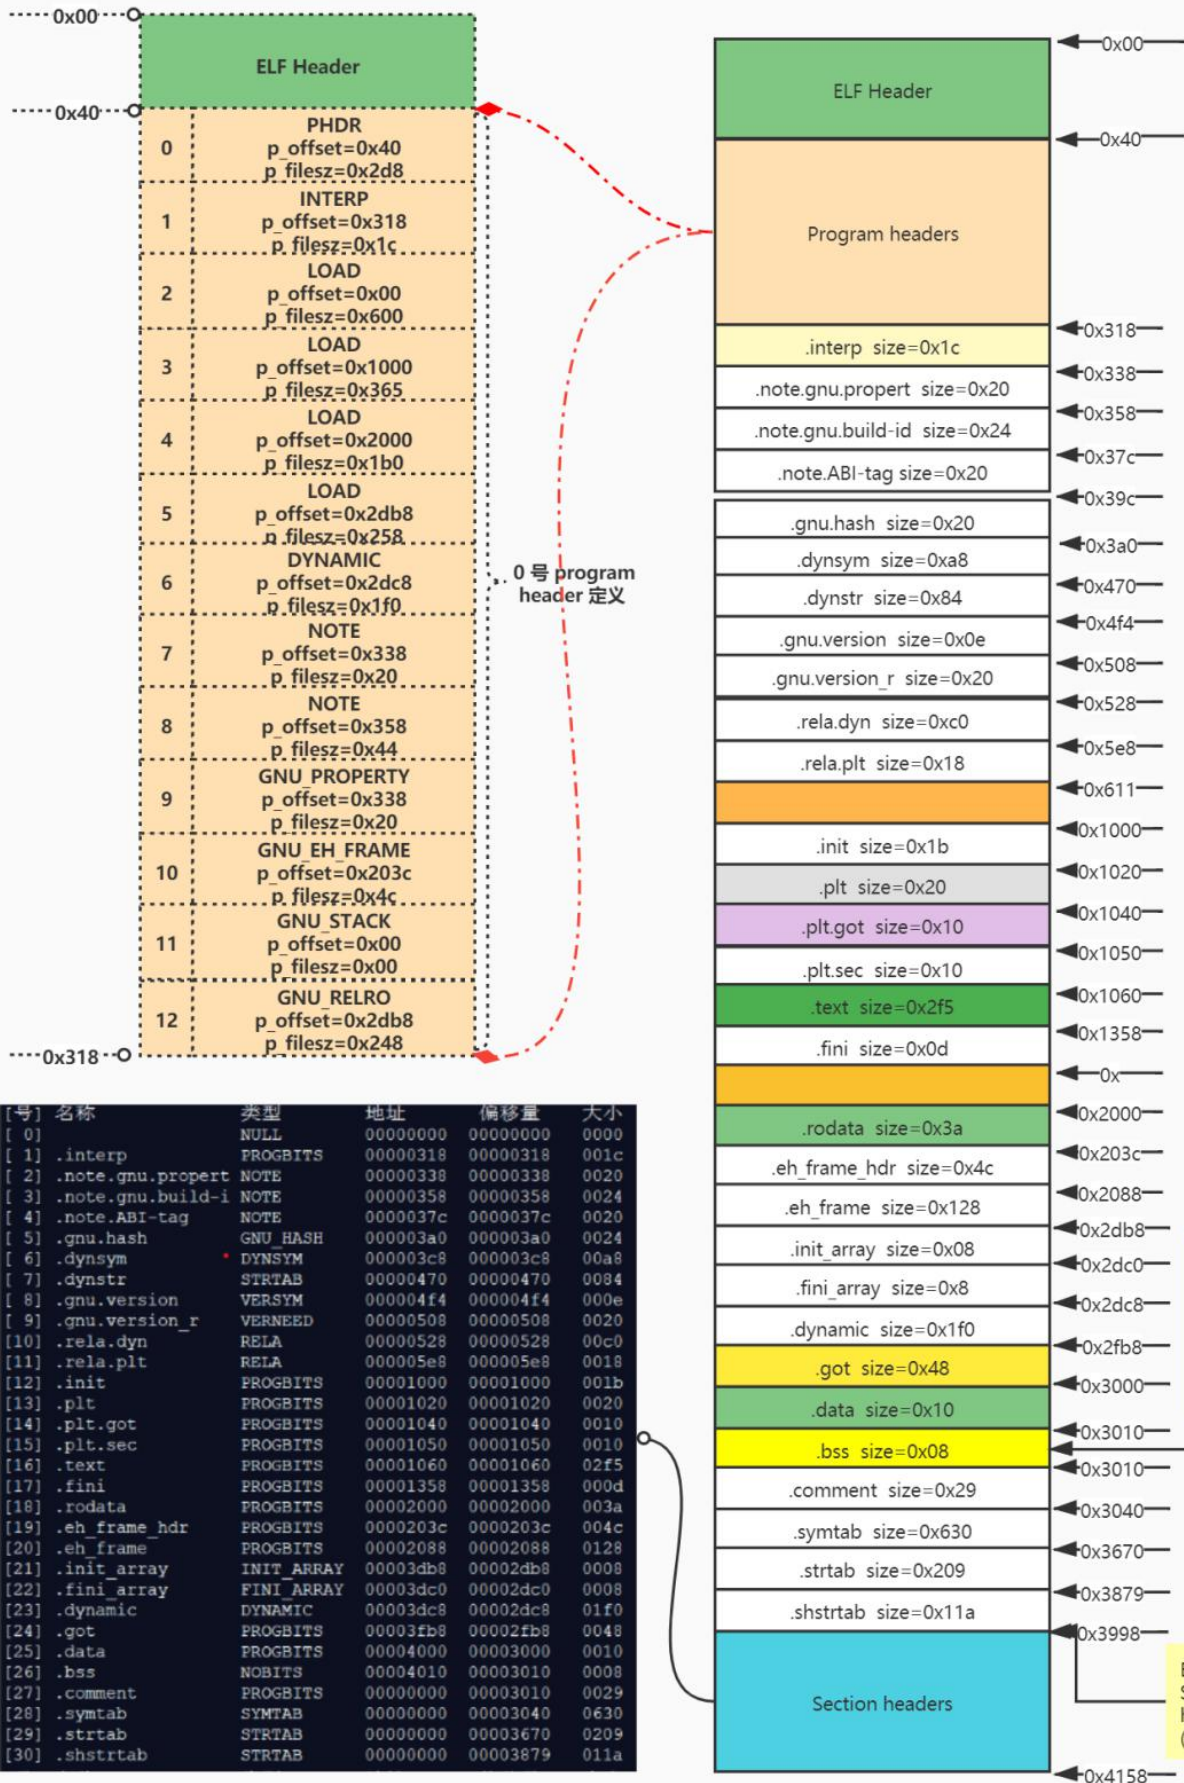 0x00
ELF Header
0x40
0
PHDR
p_offset=0x40
p_filesz=0x2d8
1
INTERP
p_offset=0x318
p_filesz=0x1c
2
LOAD
p_offset=0x00
p_filesz=0x600
3
LOAD
p_offset=0x1000
p_filesz=0x365
4
LOAD
p_offset=0x2000
p_filesz=0x1b0
5
LOAD
p_offset=0x2db8
p_filesz=0x258
6
DYNAMIC
p_offset=0x2dc8
p_filesz=0x1f0
7
NOTE
p_offset=0x338
p_filesz=0x20
8
NOTE
p_offset=0x358
p_filesz=0x44
9
GNU_PROPERTY
p_offset=0x338
p_filesz=0x20
10
GNU_EH_FRAME
p_offset=0x203c
p_filesz=0x4c
11
GNU_STACK
p_offset=0x00
p_filesz=0x00
12
GNU_RELRO
p_offset=0x2db8
p_filesz=0x248
0x318
0 号 program
header 定义
0x00
ELF Header
0x40
Program headers
0x318
.interp size=0x1c
0x338
.note.gnu.propert size=0x20
0x358
.note.gnu.build-id size=0x24
0x37c
.note.ABI-tag size=0x20
0x39c
.gnu.hash size=0x20
0x3a0
.dynsym size=0xa8
0x470
.dynstr size=0x84
0x4f4
.gnu.version size=0x0e
0x508
.gnu.version_r size=0x20
0x528
.rela.dyn size=0xc0
0x5e8
.rela.plt size=0x18
0x611
0x1000
.init size=0x1b
0x1020
.plt size=0x20
0x1040
.plt.got size=0x10
0x1050
.plt.sec size=0x10
0x1060
.text size=0x2f5
0x1358
.fini size=0x0d
0x
0x2000
.rodata size=0x3a
0x203c
.eh_frame_hdr size=0x4c
0x2088
.eh_frame size=0x128
0x2db8
.init_array size=0x08
0x2dc0
.fini_array size=0x8
0x2dc8
.dynamic size=0x1f0
0x2fb8
.got size=0x48
0x3000
.data size=0x10
0x3010
.bss size=0x08
0x3010
.comment size=0x29
0x3040
.symtab size=0x630
0x3670
.strtab size=0x209
0x3879
.shstrtab size=0x11a
0x3998
Section headers
0x4158
[号] 名称 类型 地址 偏移量 大小
[ 0] NULL 00000000 00000000 0000
[ 1] .interp PROGBITS 00000318 00000318 001c
[ 2] .note.gnu.propert NOTE 00000338 00000338 0020
[ 3] .note.gnu.build-i NOTE 00000358 00000358 0024
[ 4] .note.ABI-tag NOTE 0000037c 0000037c 0020
[ 5] .gnu.hash GNU_HASH 000003a0 000003a0 0024
[ 6] .dynsym DYNSYM 000003c8 000003c8 00a8
[ 7] .dynstr STRTAB 00000470 00000470 0084
[ 8] .gnu.version VERSYM 000004f4 000004f4 000e
[ 9] .gnu.version_r VERNEED 00000508 00000508 0020
[10] .rela.dyn RELA 00000528 00000528 00c0
[11] .rela.plt RELA 000005e8 000005e8 0018
[12] .init PROGBITS 00001000 00001000 001b
[13] .plt PROGBITS 00001020 00001020 0020
[14] .plt.got PROGBITS 00001040 00001040 0010
[15] .plt.sec PROGBITS 00001050 00001050 0010
[16] .text PROGBITS 00001060 00001060 02f5
[17] .fini PROGBITS 00001358 00001358 000d
[18] .rodata PROGBITS 00002000 00002000 003a
[19] .eh_frame_hdr PROGBITS 0000203c 0000203c 004c
[20] .eh_frame PROGBITS 00002088 00002088 0128
[21] .init_array INIT_ARRAY 00003db8 00002db8 0008
[22] .fini_array FINI_ARRAY 00003dc0 00002dc0 0008
[23] .dynamic DYNAMIC 00003dc8 00002dc8 01f0
[24] .got PROGBITS 00003fb8 00002fb8 0048
[25] .data PROGBITS 00004000 00003000 0010
[26] .bss NOBITS 00004010 00003010 0008
[27] .comment PROGBITS 00000000 00003010 0029
[28] .symtab SYMTAB 00000000 00003040 0630
[29] .strtab STRTAB 00000000 00003670 0209
[30] .shstrtab STRTAB 00000000 00003879 011a